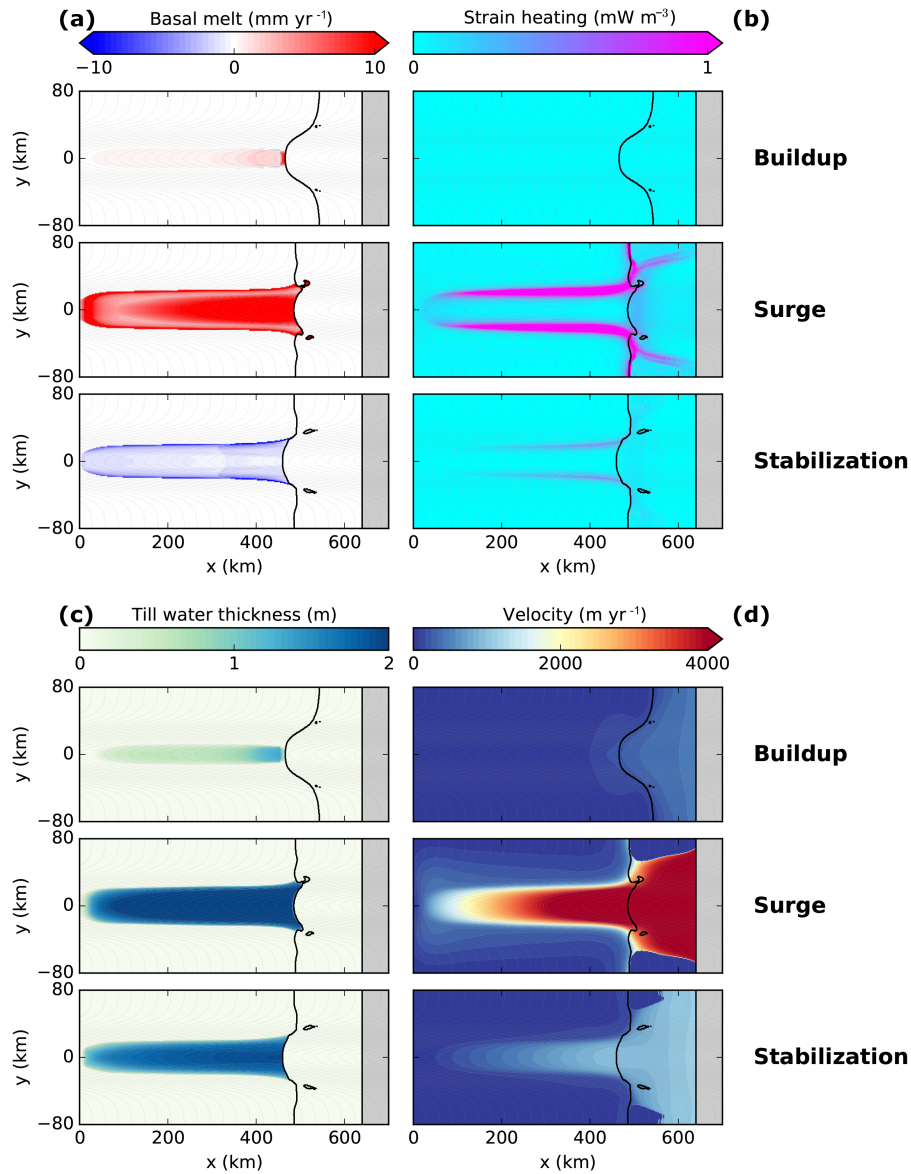 (a) Basal melt (mm yr⁻¹) Strain heating (mW m⁻³) (b)
−10 0 10 0 1
80
0
−80
y (km)
Buildup
80
0
−80
y (km)
Surge
80
0
−80
y (km)
Stabilization
0 200 400 600 0 200 400 600
x (km) x (km)
(c) Till water thickness (m) Velocity (m yr⁻¹) (d)
0 1 2 0 2000 4000
80
0
−80
y (km)
Buildup
80
0
−80
y (km)
Surge
80
0
−80
y (km)
Stabilization
0 200 400 600 0 200 400 600
x (km) x (km)